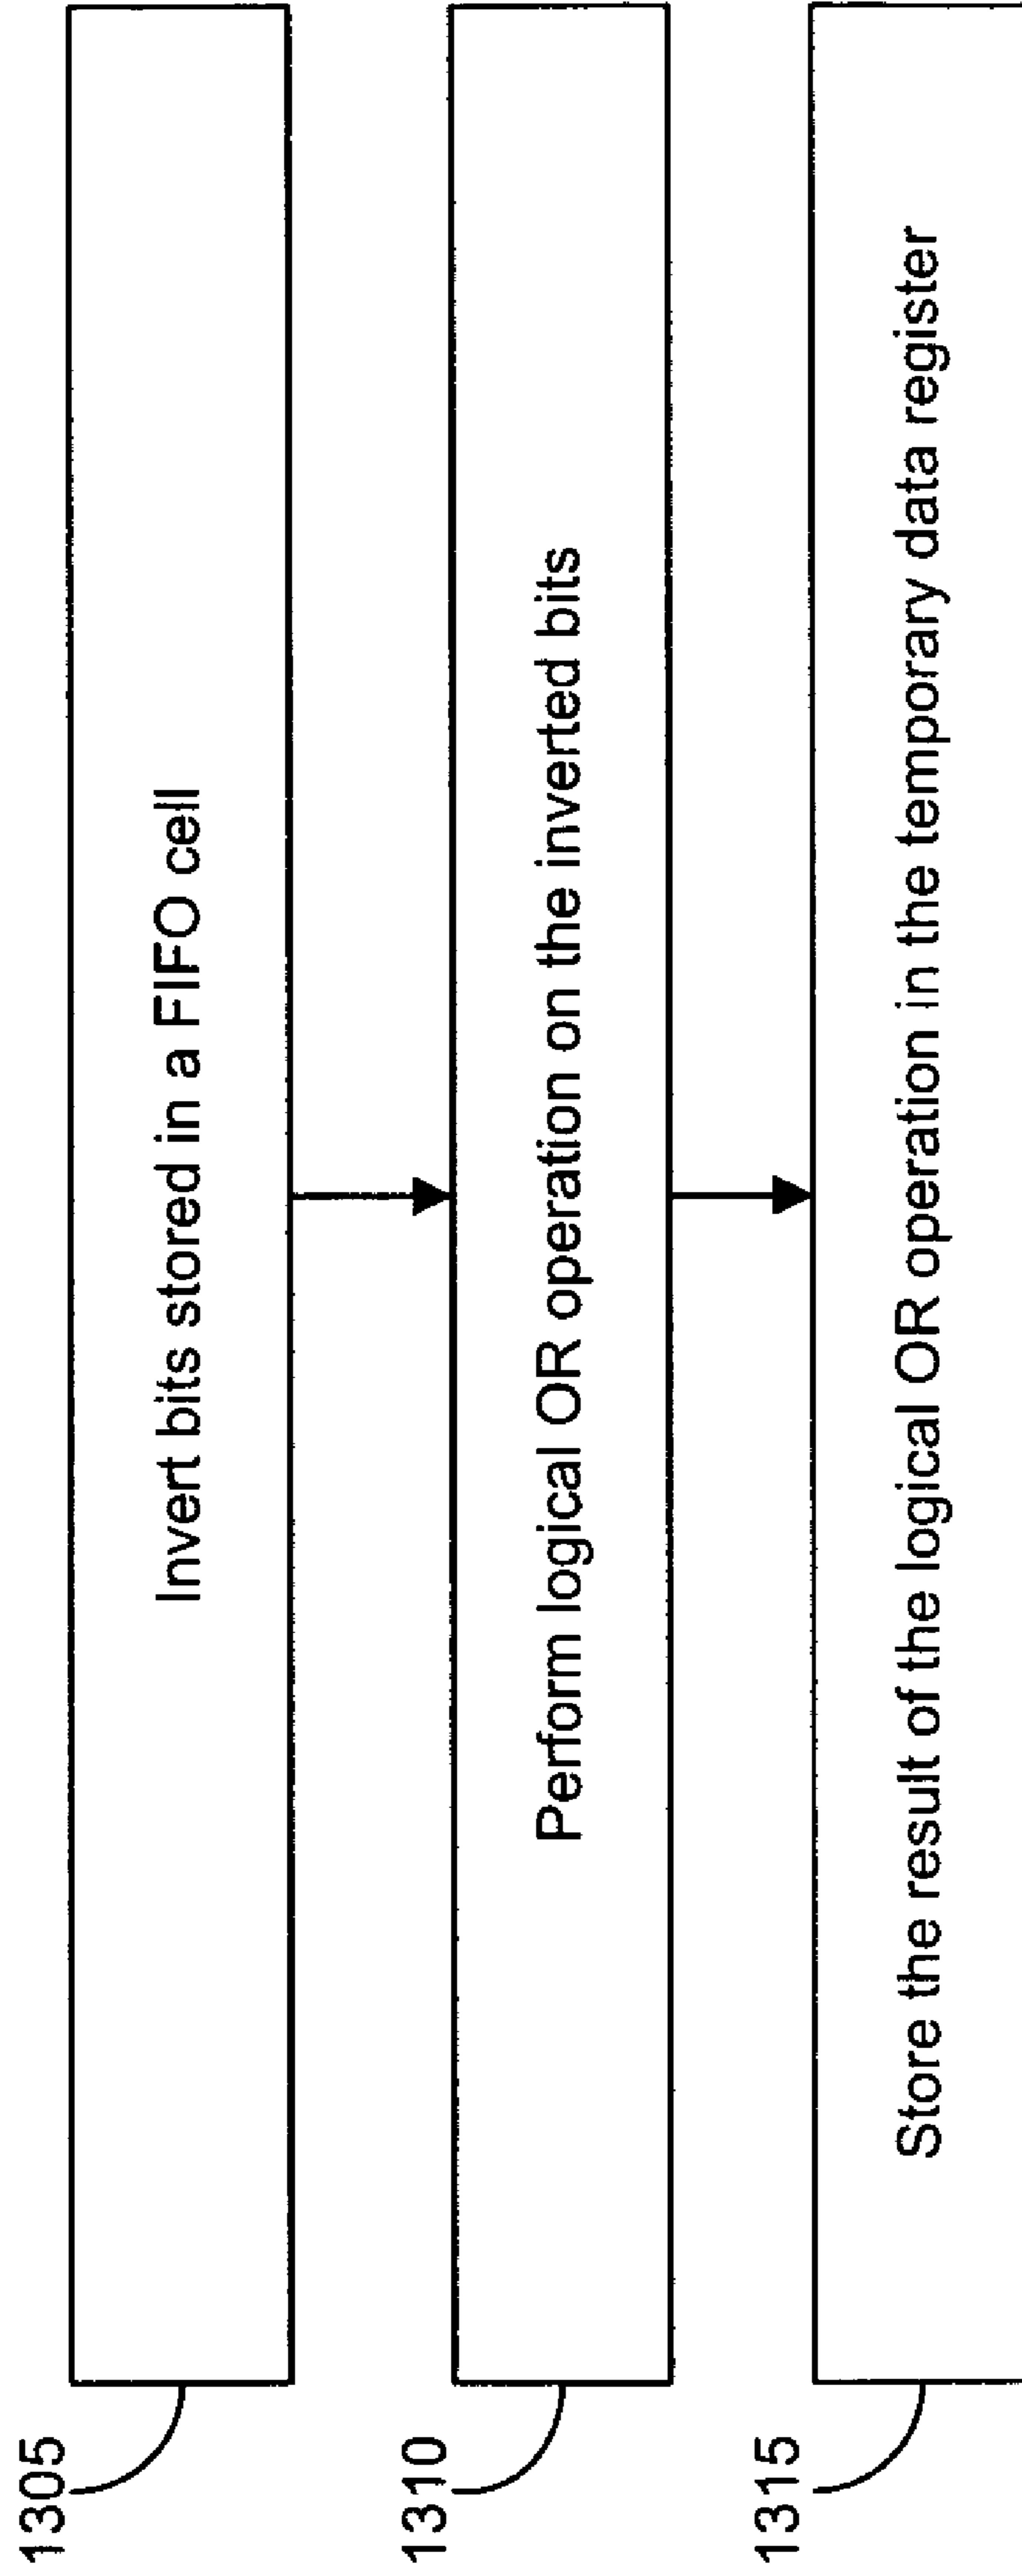 1305
Invert bits stored in a FIFO cell
1310
Perform logical OR operation on the inverted bits
1315
Store the result of the logical OR operation in the temporary data register